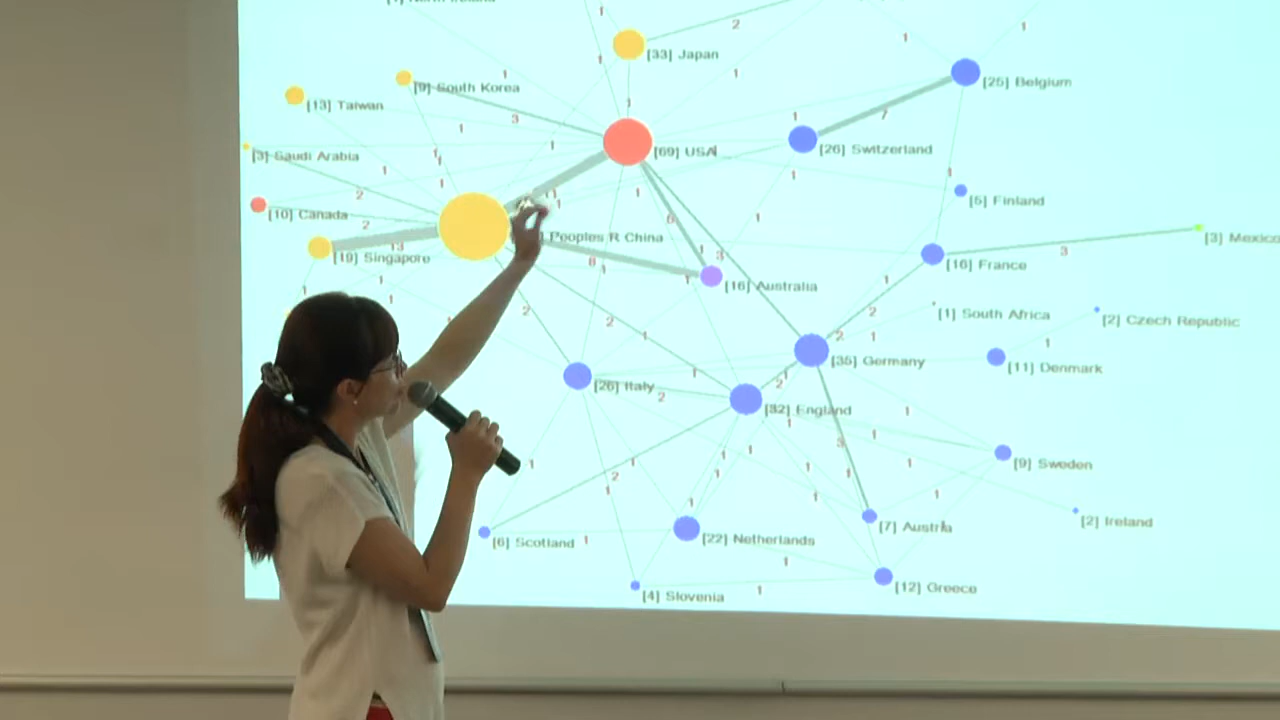 [33] Japan
[25] Belgium
[9] South Korea
[13] Taiwan
[69] USA
[26] Switzerland
[3] Saudi Arabia
[5] Finland
[10] Canada
Peoples R China
[3] Mexico
[19] Singapore
[16] France
[16] Australia
[1] South Africa
[2] Czech Republic
[35] Germany
[11] Denmark
[26] Italy
[32] England
[9] Sweden
[7] Austria
[2] Ireland
[6] Scotland
[22] Netherlands
[12] Greece
[4] Slovenia